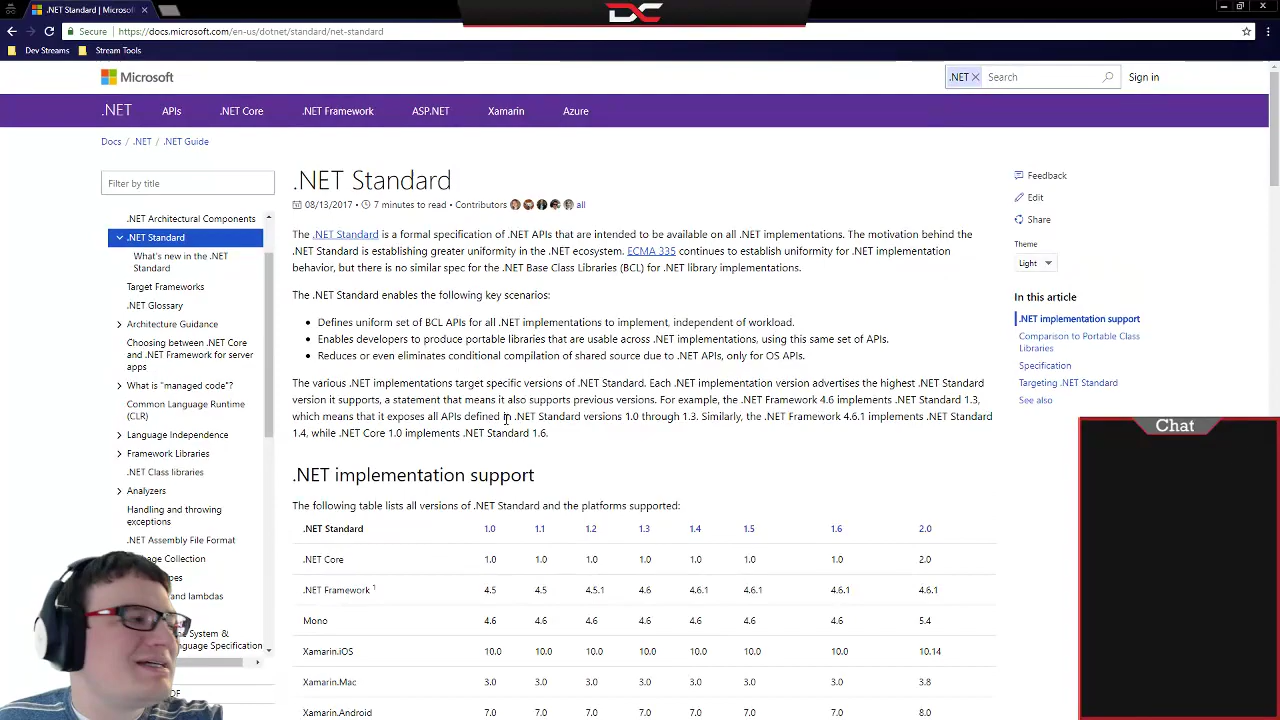 .NET Standard | Microsof
DC
Secure
https://docs.microsoft.com/en-us/dotnet/standard/net-standard
Dev Streams
Stream Tools
Microsoft
.NET
Search
Sign in
.NET
APIs
.NET Core
.NET Framework
ASP.NET
Xamarin
Azure
Docs / .NET / .NET Guide
Filter by title
.NET Architectural Components
.NET Standard
What's new in the .NET
Standard
Target Frameworks
.NET Glossary
Architecture Guidance
Choosing between .NET Core
and .NET Framework for server
apps
What is "managed code"?
Common Language Runtime
(CLR)
Language Independence
Framework Libraries
.NET Class libraries
Analyzers
Handling and throwing
exceptions
.NET Assembly File Format
Collection
and lambdas
System &
.NET Standard
08/13/2017 • 7 minutes to read • Contributors all
The .NET Standard is a formal specification of .NET APIs that are intended to be available on all .NET implementations. The motivation behind the
.NET Standard is establishing greater uniformity in the .NET ecosystem. ECMA 335 continues to establish uniformity for .NET implementation
behavior, but there is no similar spec for the .NET Base Class Libraries (BCL) for .NET library implementations.
The .NET Standard enables the following key scenarios:
• Defines uniform set of BCL APIs for all .NET implementations to implement, independent of workload.
• Enables developers to produce portable libraries that are usable across .NET implementations, using this same set of APIs.
• Reduces or even eliminates conditional compilation of shared source due to .NET APIs, only for OS APIs.
The various .NET implementations target specific versions of .NET Standard. Each .NET implementation version advertises the highest .NET Standard
version it supports, a statement that means it also supports previous versions. For example, the .NET Framework 4.6 implements .NET Standard 1.3,
which means that it exposes all APIs defined in .NET Standard versions 1.0 through 1.3. Similarly, the .NET Framework 4.6.1 implements .NET Standard
1.4, while .NET Core 1.0 implements .NET Standard 1.6.
.NET implementation support
The following table lists all versions of .NET Standard and the platforms supported:
.NET Standard 1.0 1.1 1.2 1.3 1.4 1.5 1.6 2.0
.NET Core 1.0 1.0 1.0 1.0 1.0 1.0 1.0 2.0
.NET Framework 1 4.5 4.5 4.5.1 4.6 4.6.1 4.6.1 4.6.1 4.6.1
Mono 4.6 4.6 4.6 4.6 4.6 4.6 4.6 5.4
Xamarin.iOS 10.0 10.0 10.0 10.0 10.0 10.0 10.0 10.14
Xamarin.Mac 3.0 3.0 3.0 3.0 3.0 3.0 3.0 3.8
Xamarin.Android 7.0 7.0 7.0 7.0 7.0 7.0 7.0 8.0
Feedback
Edit
Share
Theme
Light
In this article
.NET implementation support
Comparison to Portable Class
Libraries
Specification
Targeting .NET Standard
See also
Chat